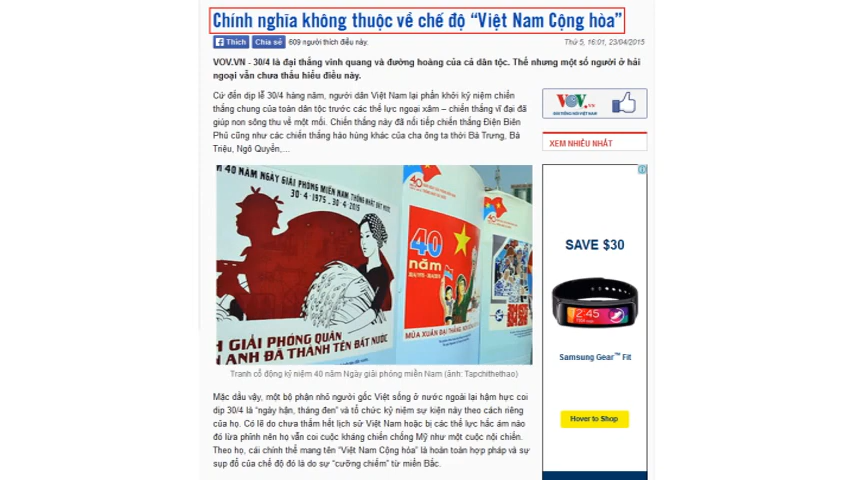 Chính nghĩa không thuộc về chế độ “Việt Nam Cộng hòa”
Thích Chia sẻ 609 người thích điều này.
Thứ 5, 16:01, 23/04/2015
VOV.VN - 30/4 là đại thắng vinh quang và đường hoàng của cả dân tộc. Thế nhưng một số người ở hải
ngoại vẫn chưa thấu hiểu điều này.
Cứ đến dịp lễ 30/4 hàng năm, người dân Việt Nam lại phấn khởi kỷ niệm chiến
thắng chung của toàn dân tộc trước các thế lực ngoại xâm – chiến thắng vĩ đại đã
giúp non sông thu về một mối. Chiến thắng này đã nối tiếp chiến thắng Điện Biên
Phủ cũng như các chiến thắng hào hùng khác của cha ông ta thời Bà Trưng, Bà
Triệu, Ngô Quyền,...
VOV.VN
XEM NHIỀU NHẤT
M 40 NĂM NGÀY GIẢI PHÓNG MIỀN NAM THỐNG NHẤT ĐẤT NƯỚC
30-4-1975 - 30-4-2015
40
năm
MÙA XUÂN ĐẠI THẮNG
H GIẢI PHÓNG QUÂN
ANH ĐÃ THÀNH TÊN ĐẤT NƯỚC
Tranh cổ động kỷ niệm 40 năm Ngày giải phóng miền Nam (ảnh: Tapchithethao)
SAVE $30
12:45
Samsung Gear™ Fit
Hover to Shop
Mặc dầu vậy, một bộ phận nhỏ người gốc Việt sống ở nước ngoài lại hậm hực coi
dịp 30/4 là “ngày hận, tháng đen” và tổ chức kỷ niệm sự kiện này theo cách riêng
của họ. Có lẽ do chưa thấm hết lịch sử Việt Nam hoặc bị các thế lực hắc ám nào
đó lừa phỉnh nên họ vẫn coi cuộc kháng chiến chống Mỹ như một cuộc nội chiến.
Theo họ, cái chính thể mang tên “Việt Nam Cộng hòa” là hoàn toàn hợp pháp và sự
sụp đổ của chế độ đó là do sự “cưỡng chiếm” từ miền Bắc.